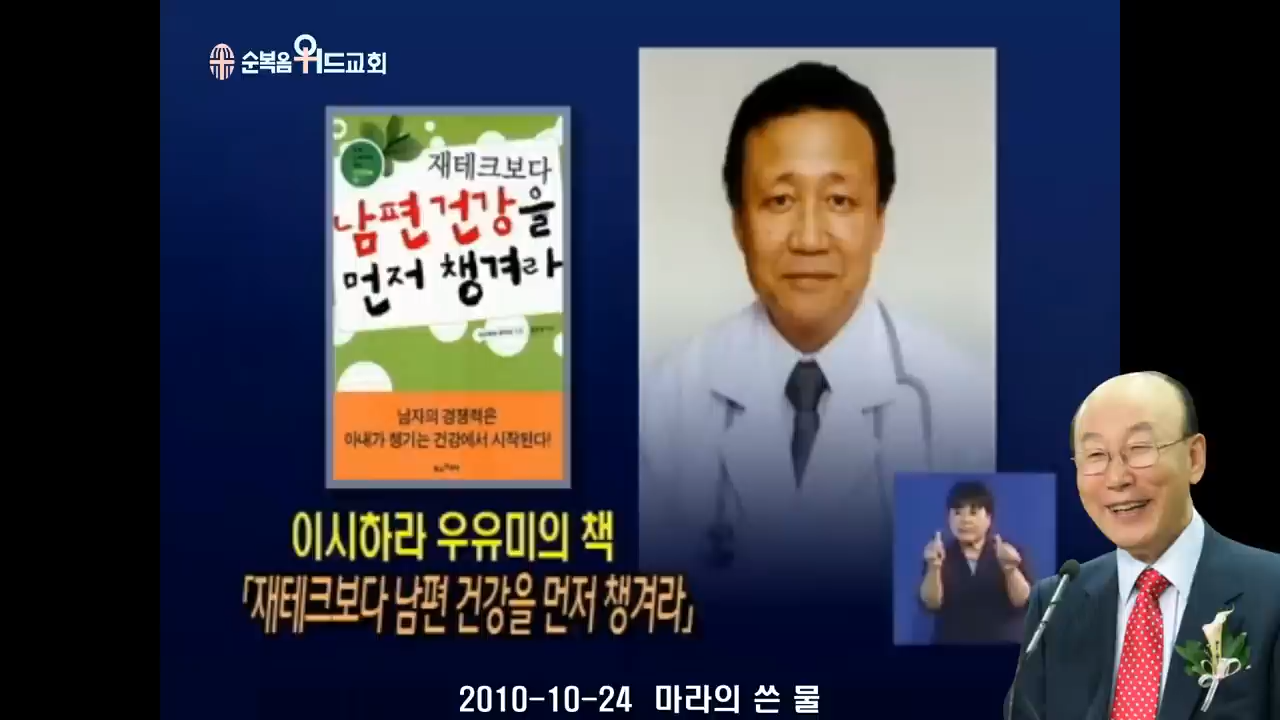 순복음위드교회
재테크보다
남편 건강을
먼저 챙겨라
남자의 경쟁력은
아내가 챙기는 건강에서 시작된다!
이시하라 우유미의 책
「재테크보다 남편 건강을 먼저 챙겨라」
2010-10-24 마라의 쓴 물